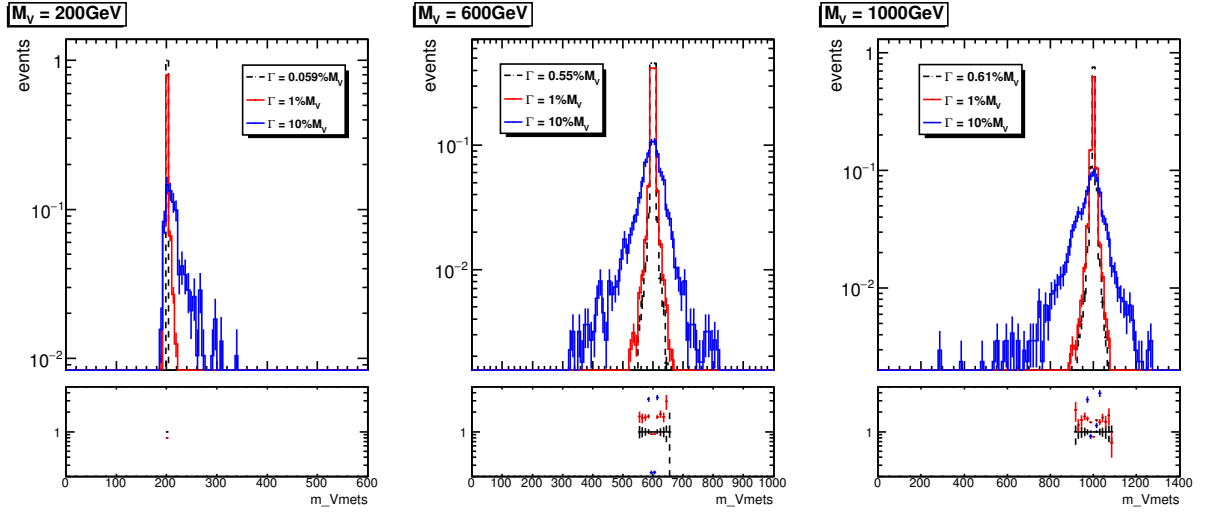 M_V = 200GeV
events
1
10^−1
10^−2
Γ = 0.059%M_V
Γ = 1%M_V
Γ = 10%M_V
1
0 100 200 300 400 500 600
m_Vmets
M_V = 600GeV
events
10^−1
10^−2
Γ = 0.55%M_V
Γ = 1%M_V
Γ = 10%M_V
1
0 100 200 300 400 500 600 700 800 900 1000
m_Vmets
M_V = 1000GeV
events
1
10^−1
10^−2
Γ = 0.61%M_V
Γ = 1%M_V
Γ = 10%M_V
1
0 200 400 600 800 1000 1200 1400
m_Vmets